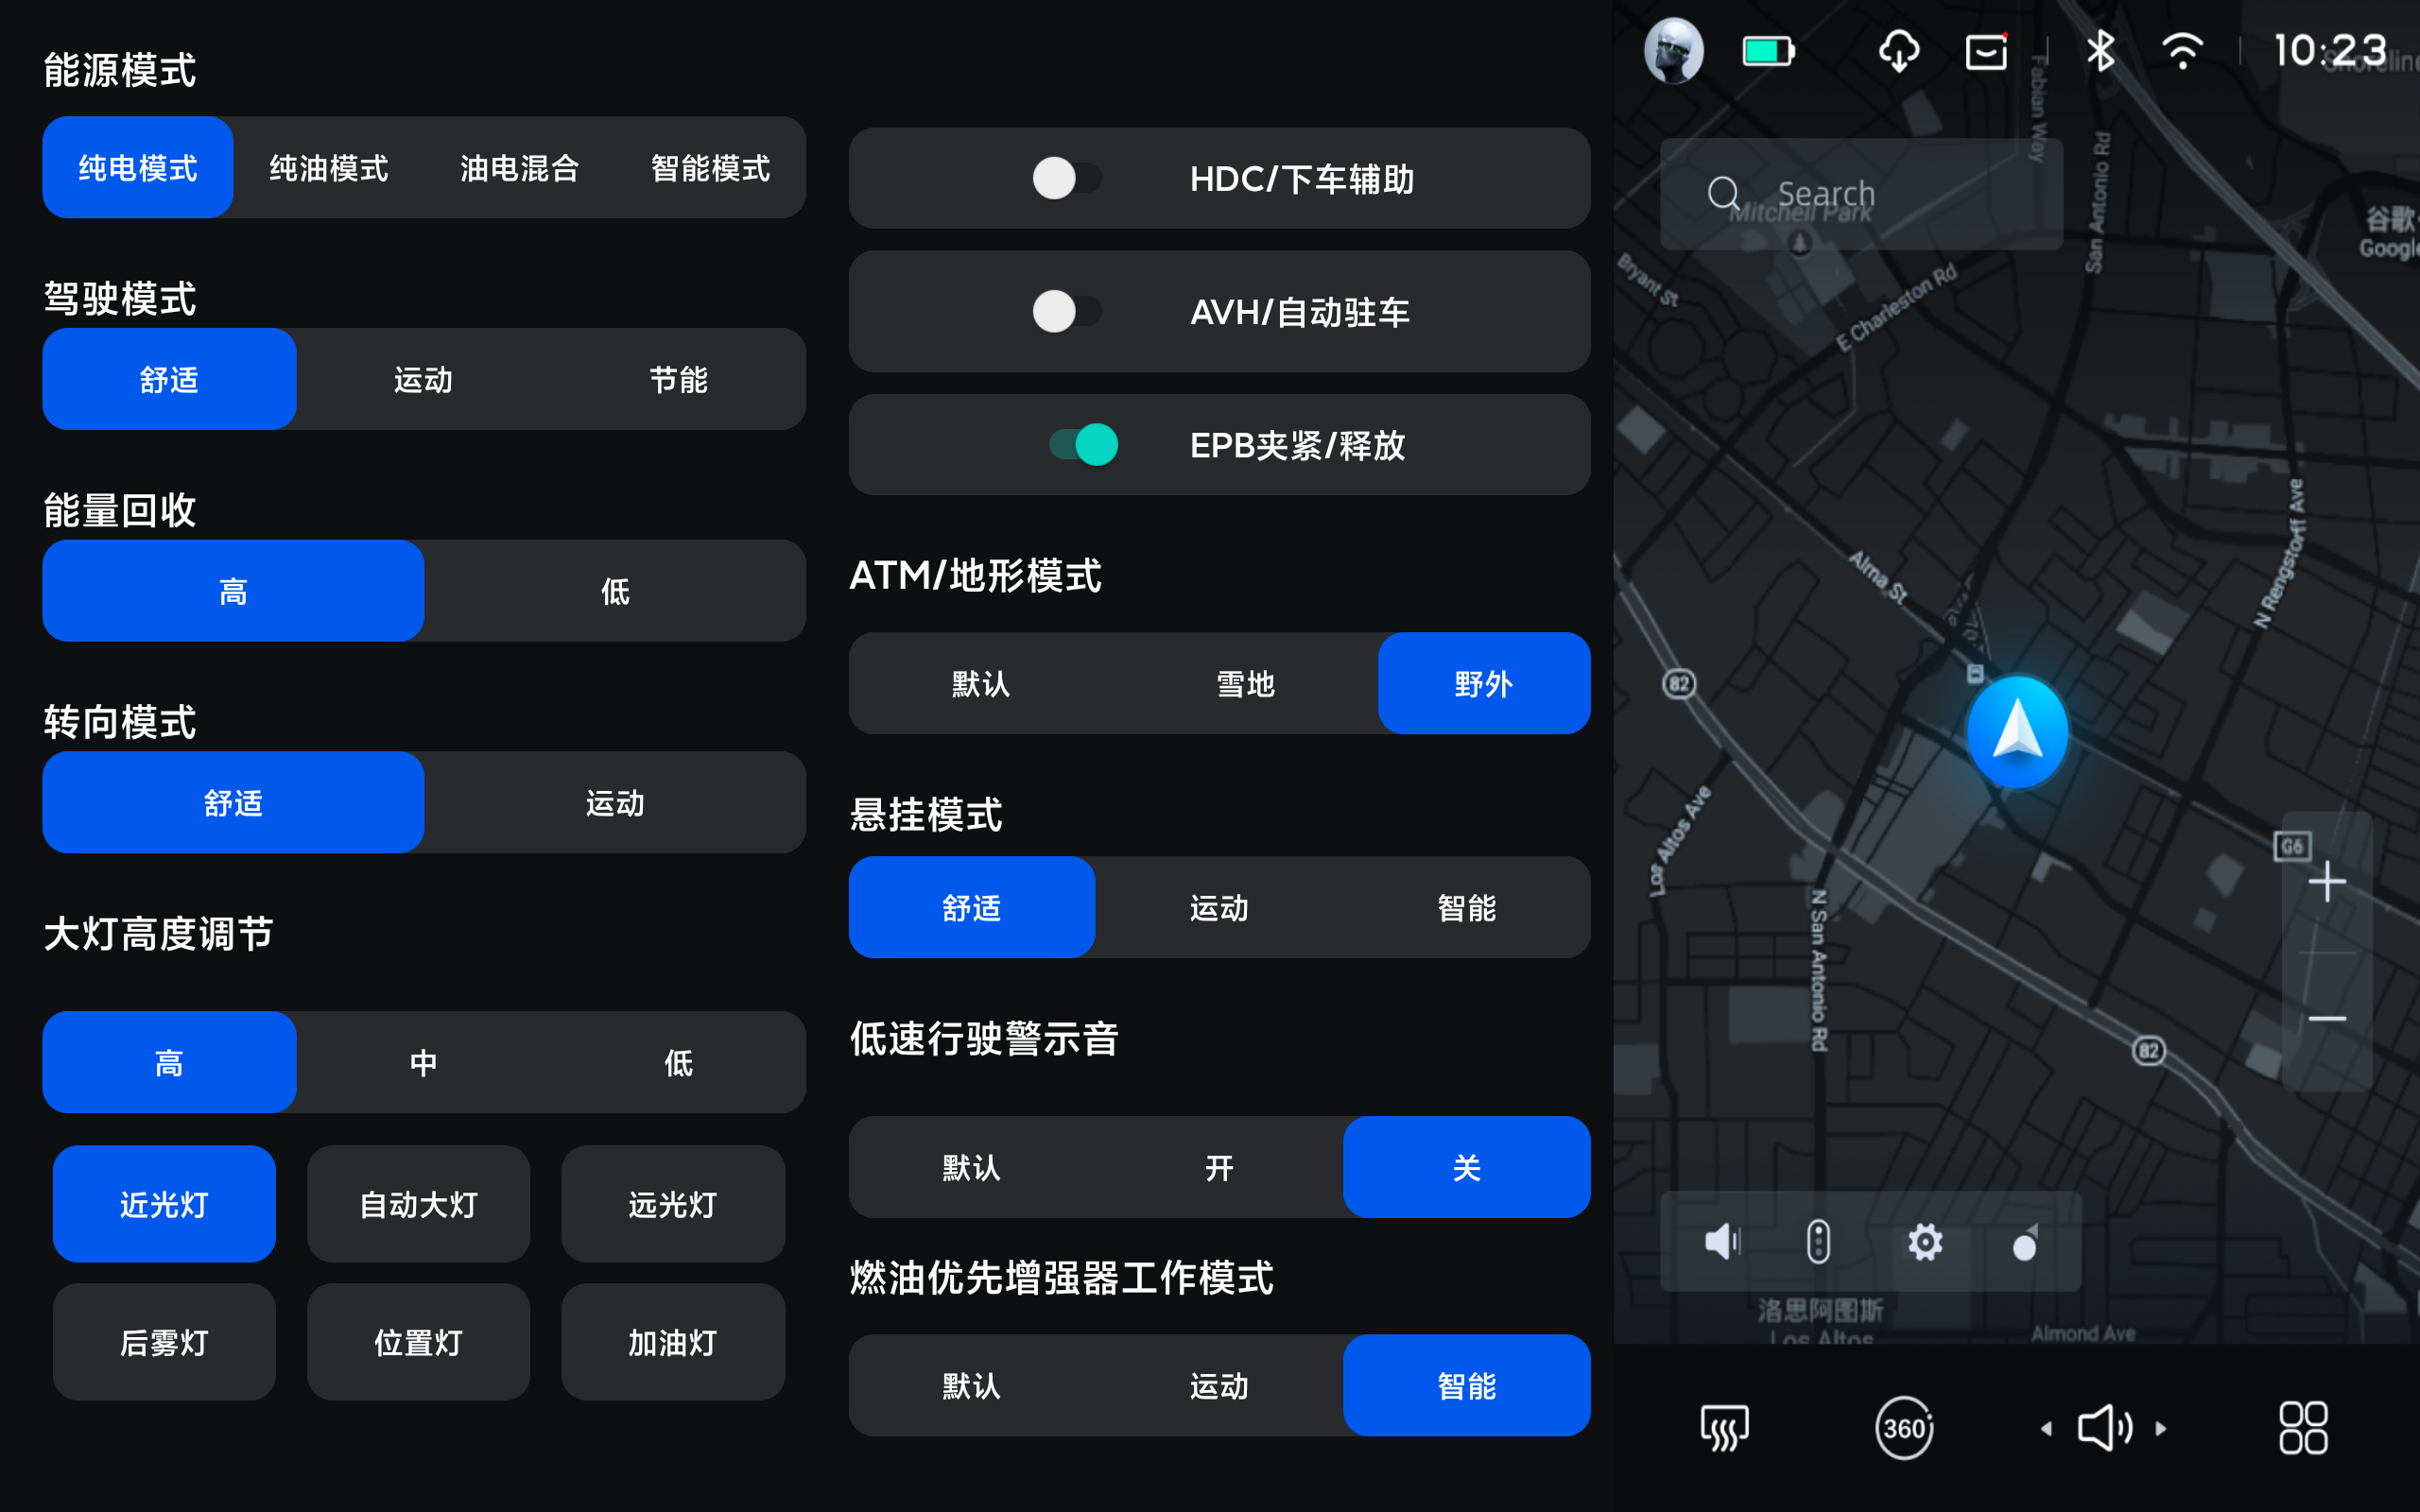 能源模式
纯电模式 纯油模式 油电混合 智能模式
驾驶模式
舒适 运动 节能
能量回收
高 低
转向模式
舒适 运动
大灯高度调节
高 中 低
近光灯 自动大灯 远光灯
后雾灯 位置灯 加油灯
HDC/下车辅助
AVH/自动驻车
EPB夹紧/释放
ATM/地形模式
默认 雪地 野外
悬挂模式
舒适 运动 智能
低速行驶警示音
默认 开 关
燃油优先增强器工作模式
默认 运动 智能
10:23
Fabian Way
San Antonio Rd
Search
Mitchell Park
谷歌
Bryant St
E Charleston Rd
Alma St
N Rengstorff Ave
82
Los Altos Ave
G6
N San Antonio Rd
82
洛思阿图斯
Los Altos
Almond Ave
360